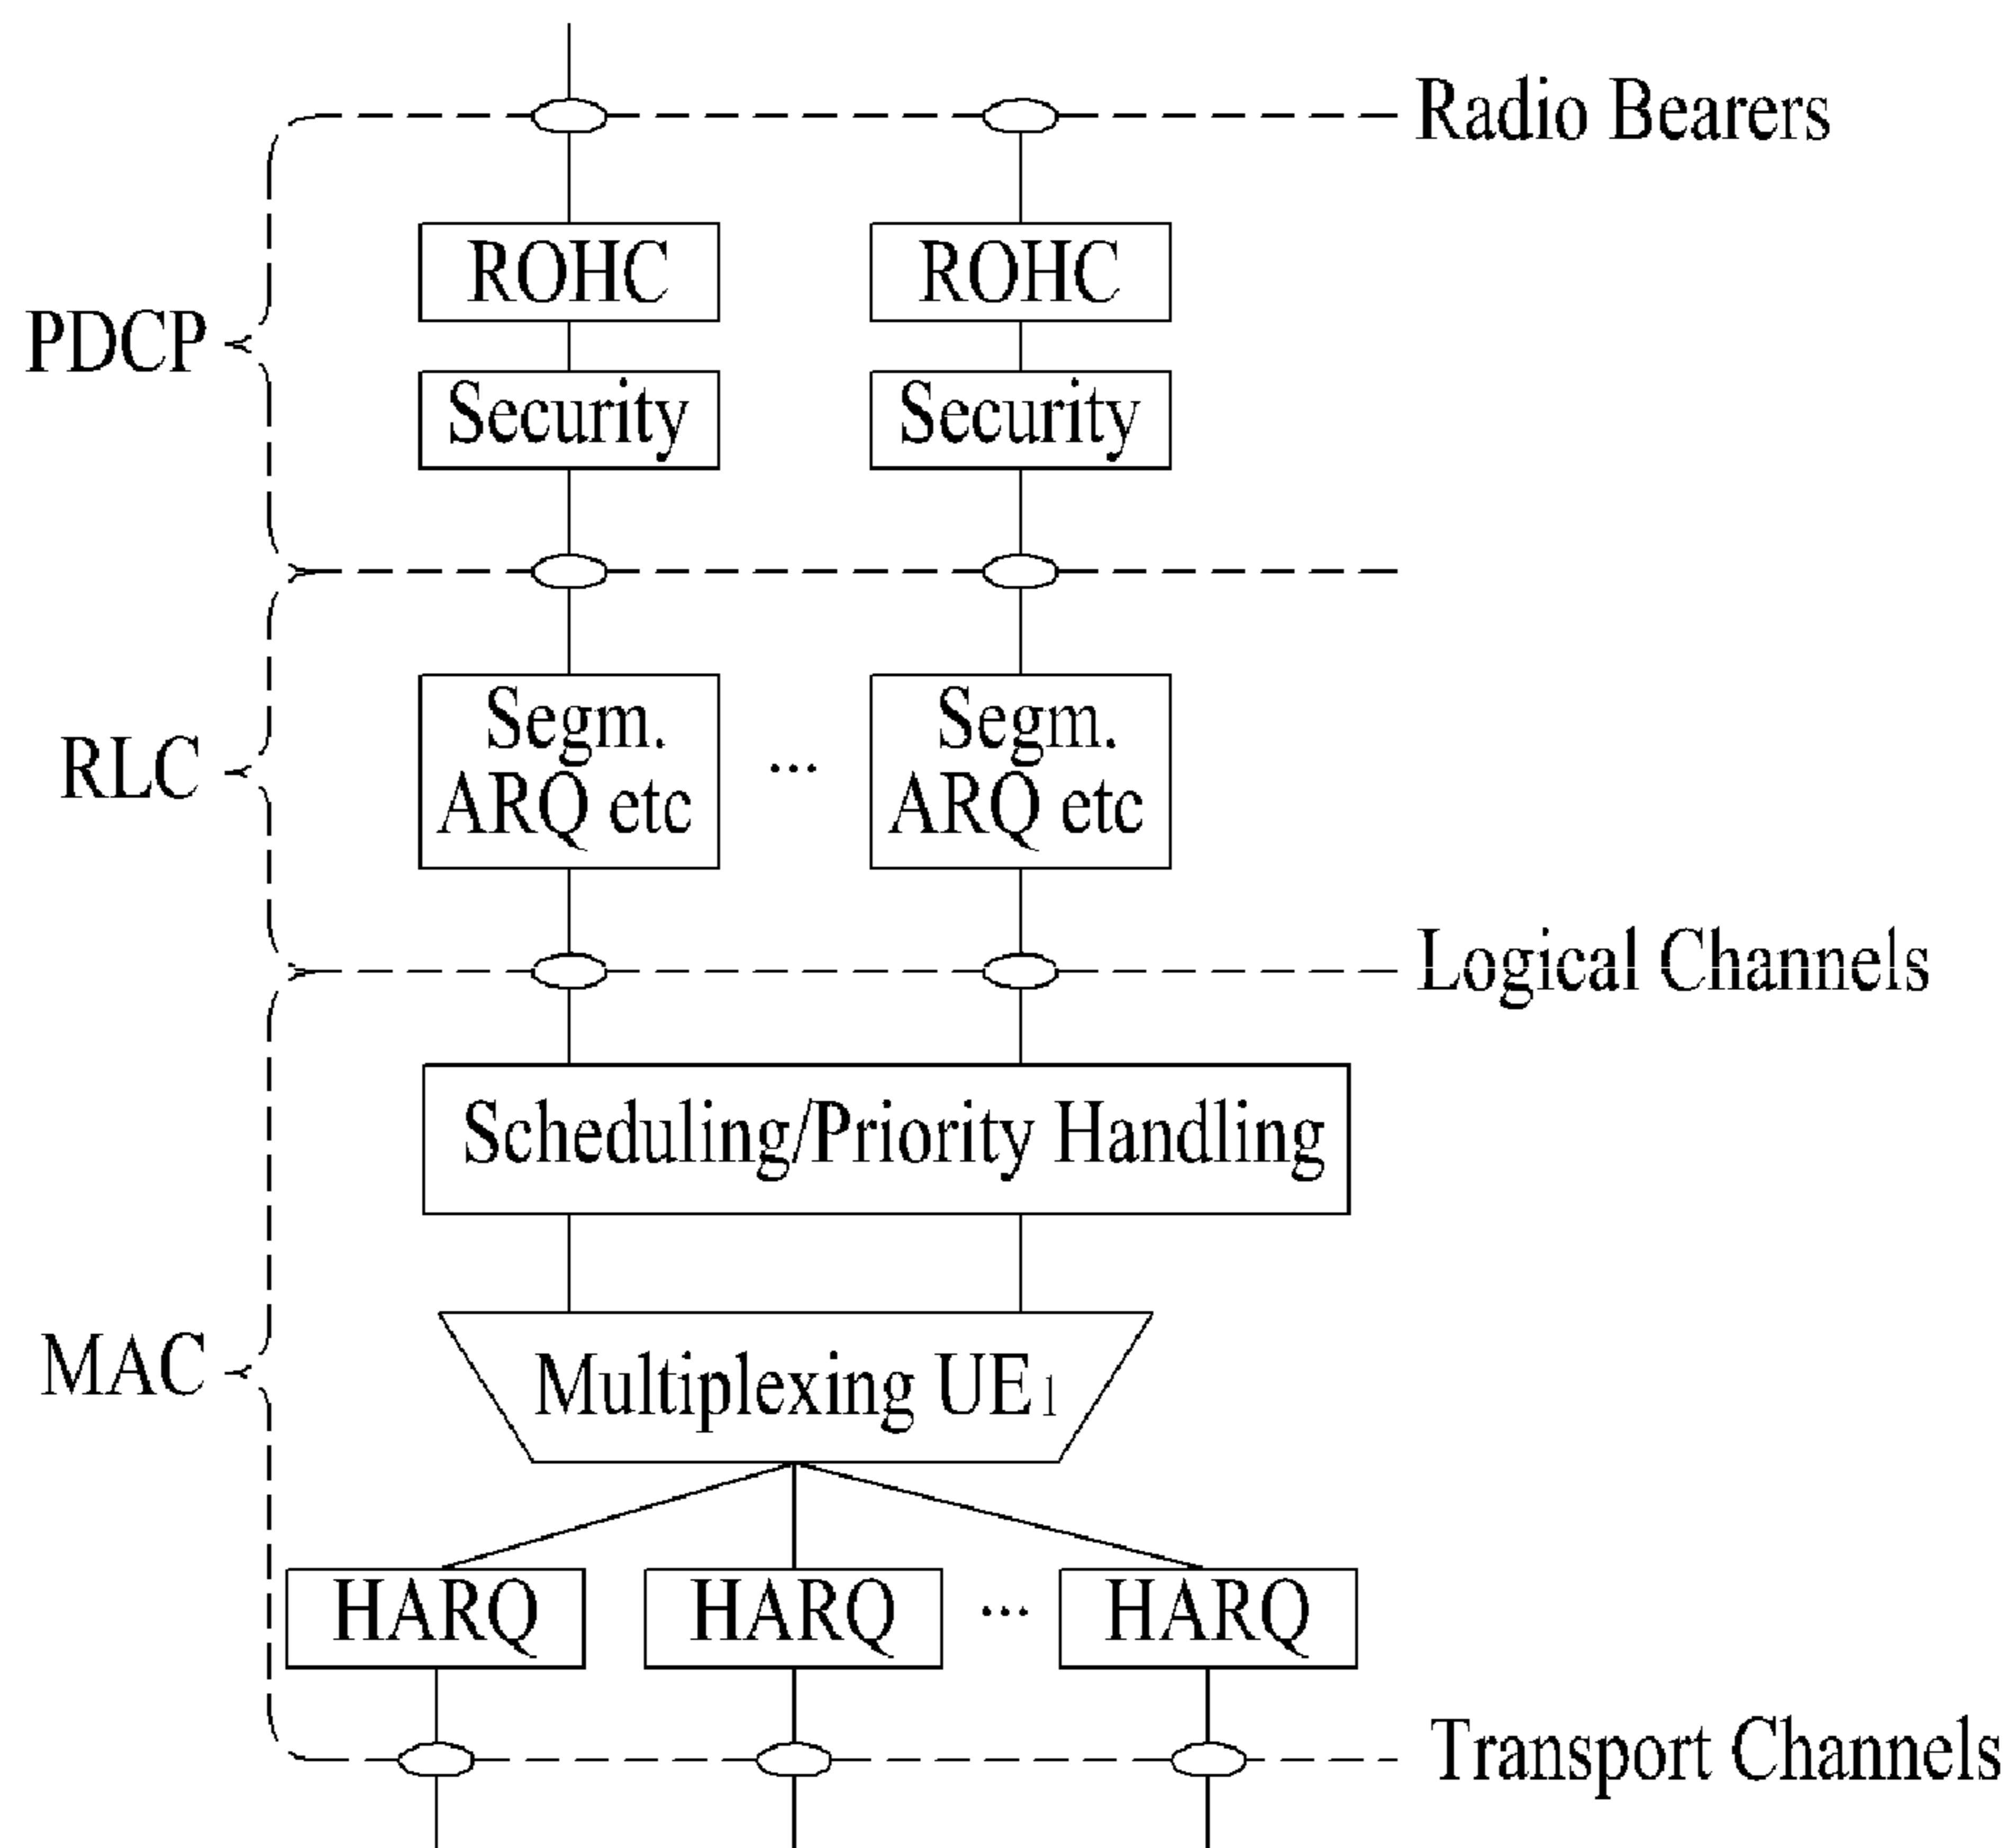 Radio Bearers
ROHC
ROHC
PDCP
Security
Security
Segm.
ARQ etc
...
Segm.
ARQ etc
RLC
Logical Channels
Scheduling/Priority Handling
MAC
Multiplexing UE1
HARQ
HARQ
...
HARQ
Transport Channels